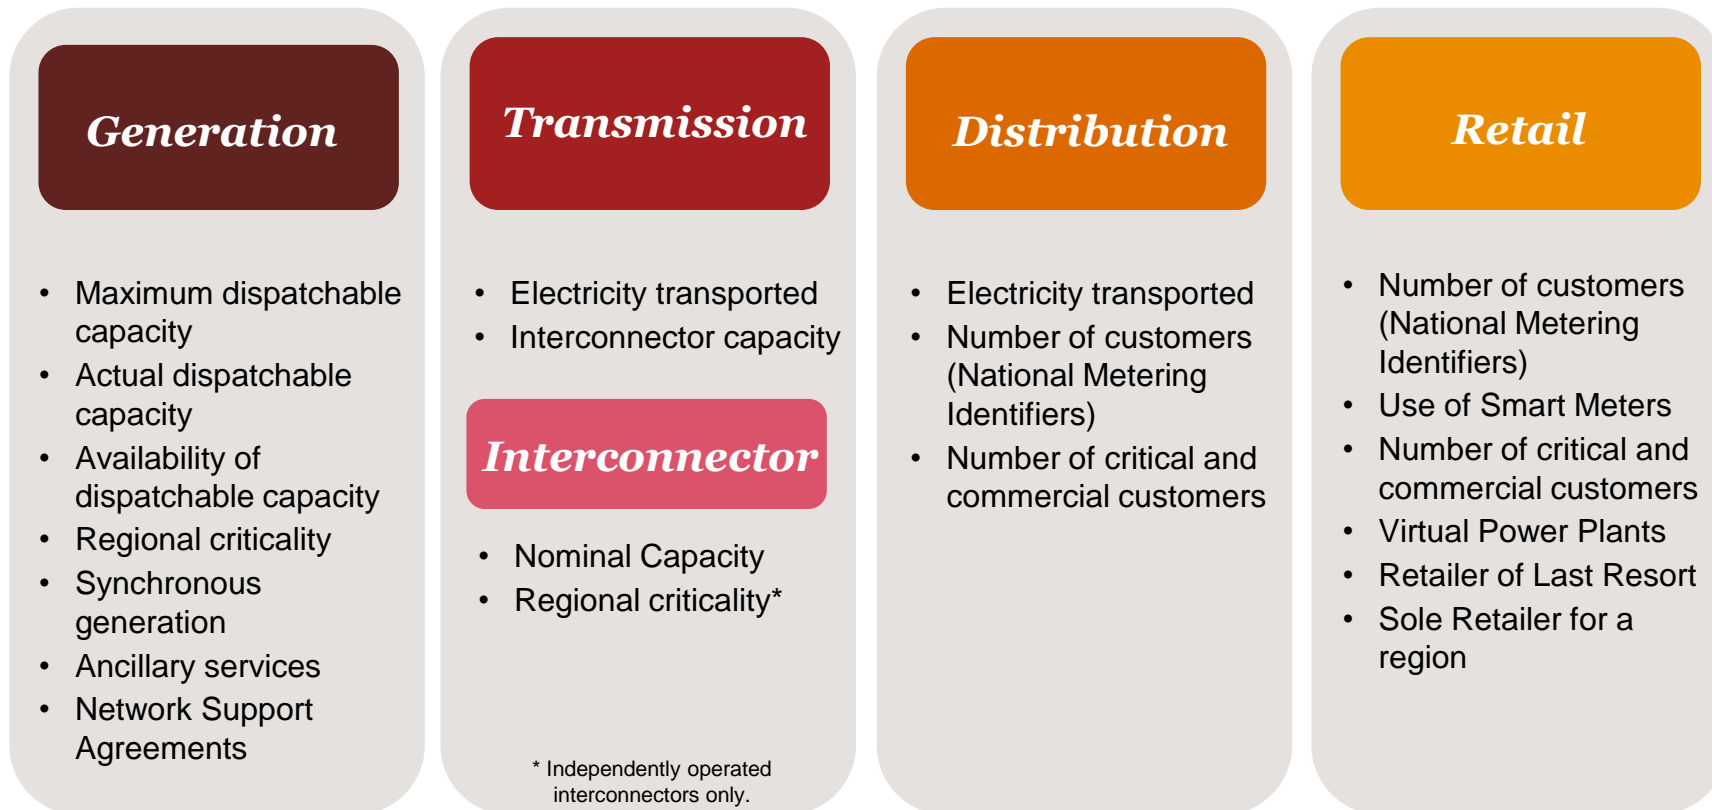 Generation
• Maximum dispatchable
capacity
• Actual dispatchable
capacity
• Availability of
dispatchable capacity
• Regional criticality
• Synchronous
generation
• Ancillary services
• Network Support
Agreements
Transmission
• Electricity transported
• Interconnector capacity
Interconnector
• Nominal Capacity
• Regional criticality*
* Independently operated
interconnectors only.
Distribution
• Electricity transported
• Number of customers
(National Metering
Identifiers)
• Number of critical and
commercial customers
Retail
• Number of customers
(National Metering
Identifiers)
• Use of Smart Meters
• Number of critical and
commercial customers
• Virtual Power Plants
• Retailer of Last Resort
• Sole Retailer for a
region